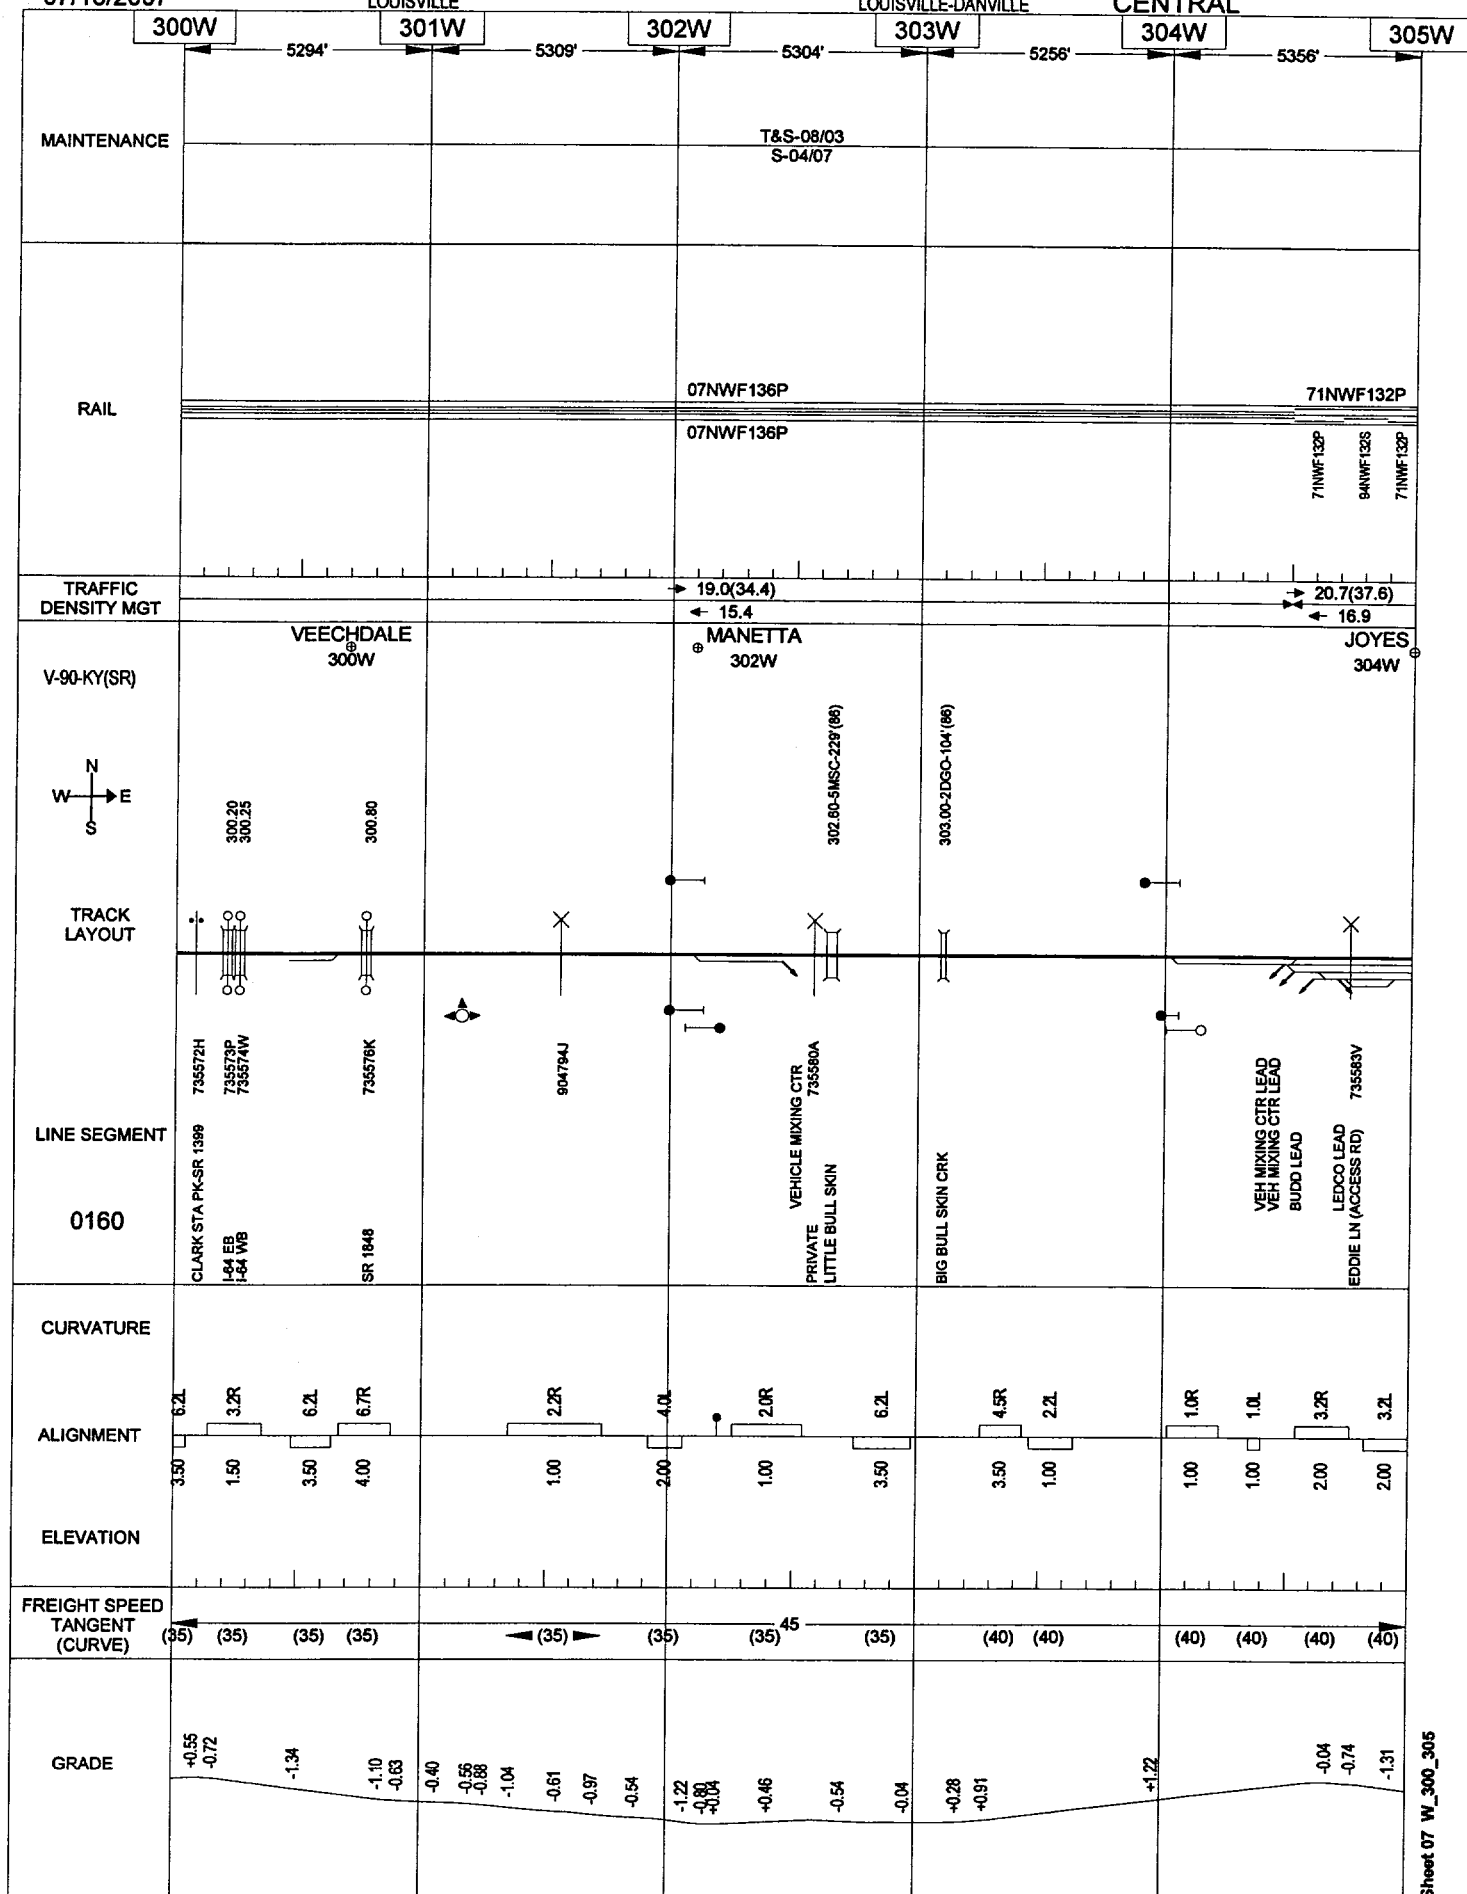 LOUISVILLE
LOUISVILLE-DANVILLE
CENTRAL
300W 301W 302W 303W 304W 305W
5294' 5309' 5304' 5256' 5356'
MAINTENANCE
T&S-08/03
S-04/07
RAIL
07NWF136P 71NWF132P
07NWF136P
71NWF132P 94NWF132S 71NWF132P
TRAFFIC
DENSITY MGT
19.0(34.4) 20.7(37.6)
15.4 16.9
VEECHDALE
300W
MANETTA
302W
JOYES
304W
V-90-KY(SR)
N
W E
S
300.20
300.25
300.80
302.60-5MSC-229'(86)
303.00-2DGO-104'(86)
TRACK
LAYOUT
LINE SEGMENT
0160
CLARK STA PK-SR 1399 735572H
I-64 EB 735573P
I-64 WB 735574W
SR 1848 735576K
904794J
VEHICLE MIXING CTR
PRIVATE 735580A
LITTLE BULL SKIN
BIG BULL SKIN CRK
VEH MIXING CTR LEAD
VEH MIXING CTR LEAD
BUDD LEAD
LEDCO LEAD
EDDIE LN (ACCESS RD) 735583V
CURVATURE
6.2L 3.2R 6.2L 6.7R 2.2R 4.0L 2.0R 6.2L 4.5R 2.2L 1.0R 1.0L 3.2R 3.2L
ALIGNMENT
3.50 1.50 3.50 4.00 1.00 2.00 1.00 3.50 3.50 1.00 1.00 1.00 2.00 2.00
ELEVATION
FREIGHT SPEED
TANGENT
(CURVE)
45
(35) (35) (35) (35) (35) (35) (35) (35) (40) (40) (40) (40) (40) (40)
GRADE
+0.55 -0.72 -1.34 -1.10 -0.63 -0.40 -0.56 -0.88 -1.04 -0.61 -0.97 -0.54 -1.22 -0.80 +0.04 +0.46 -0.54 -0.04 +0.28 +0.91 +1.22 -0.04 -0.74 -1.31
Sheet 07 W_300_305